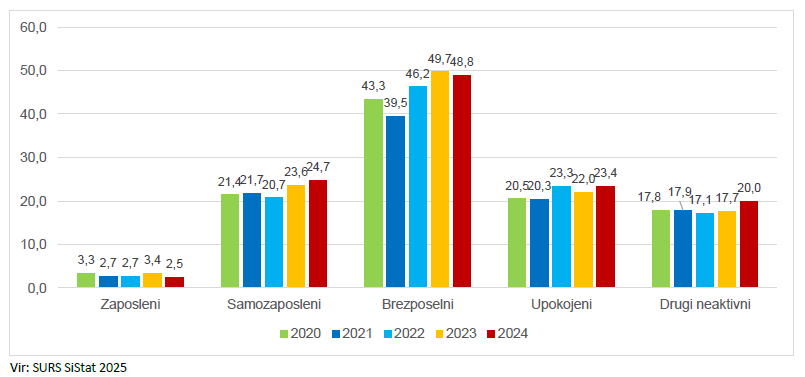 60,0
50,0
40,0
30,0
20,0
10,0
0,0
3,3 2,7 2,7 3,4 2,5
21,4 21,7 20,7 23,6 24,7
43,3 39,5 46,2 49,7 48,8
20,5 20,3 23,3 22,0 23,4
17,8 17,9 17,1 17,7 20,0
Zaposleni Samozaposleni Brezposelni Upokojeni Drugi neaktivni
2020 2021 2022 2023 2024
Vir: SURS SiStat 2025